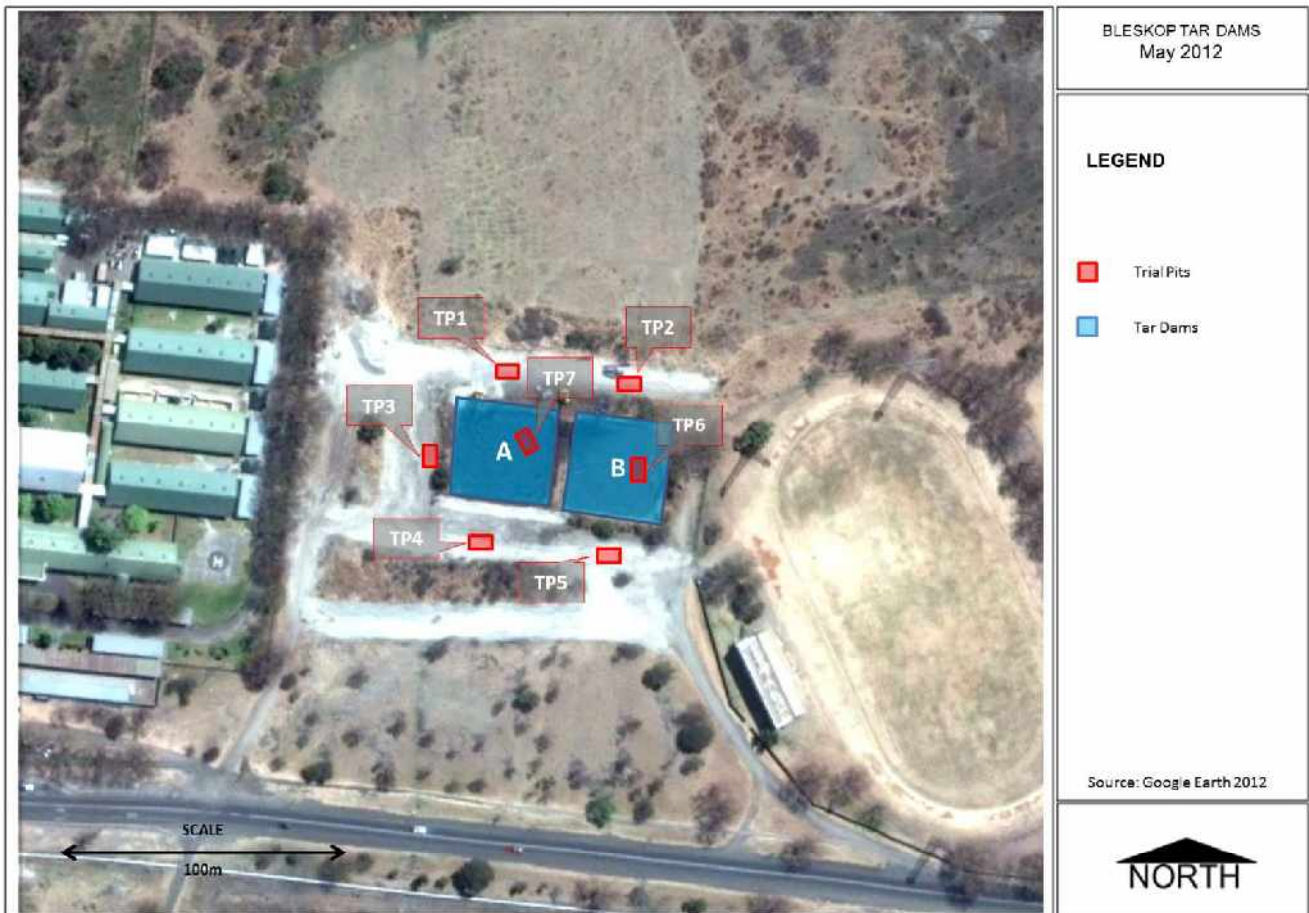 BLESKOP TAR DAMS
May 2012
LEGEND
Trial Pits
Tar Dams
TP1
TP2
TP7
TP3
TP6
A
B
TP4
TP5
H
SCALE
100m
Source: Google Earth 2012
NORTH